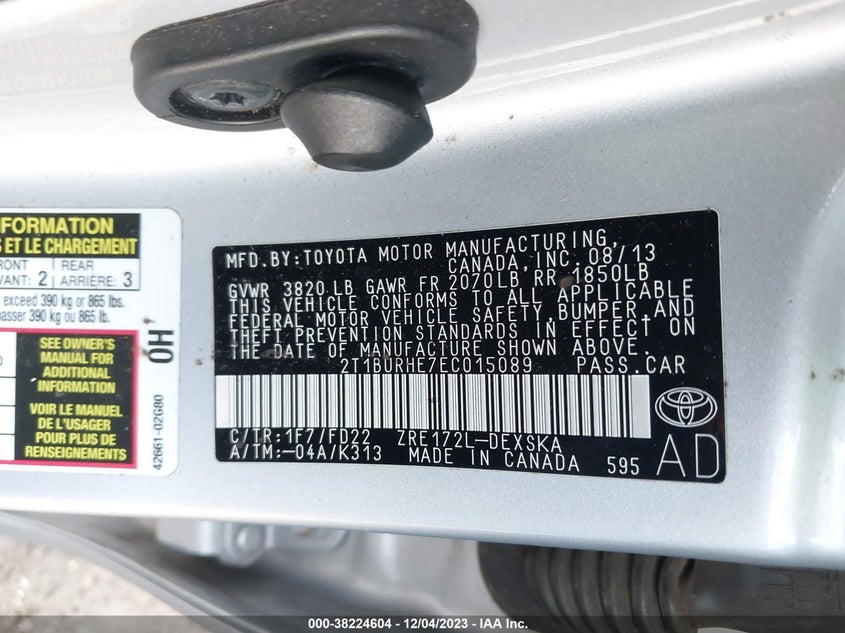 FORMATION
S ET LE CHARGEMENT
FRONT REAR
VANT: 2 ARRIÈRE: 3
exceed 390 kg or 865 lbs.
passer 390 kg ou 865 lb.
SEE OWNER'S
MANUAL FOR
ADDITIONAL
INFORMATION
VOIR LE MANUEL
DE L'USAGER
POUR PLUS DE
RENSEIGNEMENTS
0H
42661-02G80
MFD.BY:TOYOTA MOTOR MANUFACTURING,
CANADA,INC. 08/13
GVWR 3820 LB GAWR FR 2070LB RR 1850LB
THIS VEHICLE CONFORMS TO ALL APPLICABLE
FEDERAL MOTOR VEHICLE SAFETY,BUMPER,AND
THEFT PREVENTION STANDARDS IN EFFECT ON
THE DATE OF MANUFACTURE SHOWN ABOVE.
2T1BURHE7EC015089 PASS.CAR
C/TR:1F7/FD22 ZRE172L-DEXSKA
A/TM:-04A/K313 MADE IN CANADA 595
AD
000-38224604 - 12/04/2023 - IAA Inc.